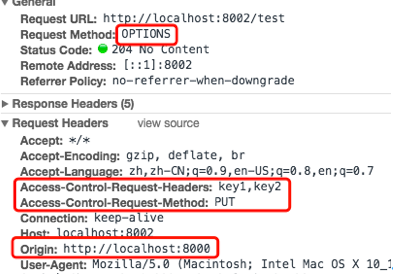 General
Request URL: http://localhost:8002/test
Request Method: OPTIONS
Status Code: 204 No Content
Remote Address: [::1]:8002
Referrer Policy: no-referrer-when-downgrade
Response Headers (5)
Request Headers view source
Accept: */*
Accept-Encoding: gzip, deflate, br
Accept-Language: zh,zh-CN;q=0.9,en-US;q=0.8,en;q=0.7
Access-Control-Request-Headers: key1,key2
Access-Control-Request-Method: PUT
Connection: keep-alive
Host: localhost:8002
Origin: http://localhost:8000
User-Agent: Mozilla/5.0 (Macintosh; Intel Mac OS X 10_1